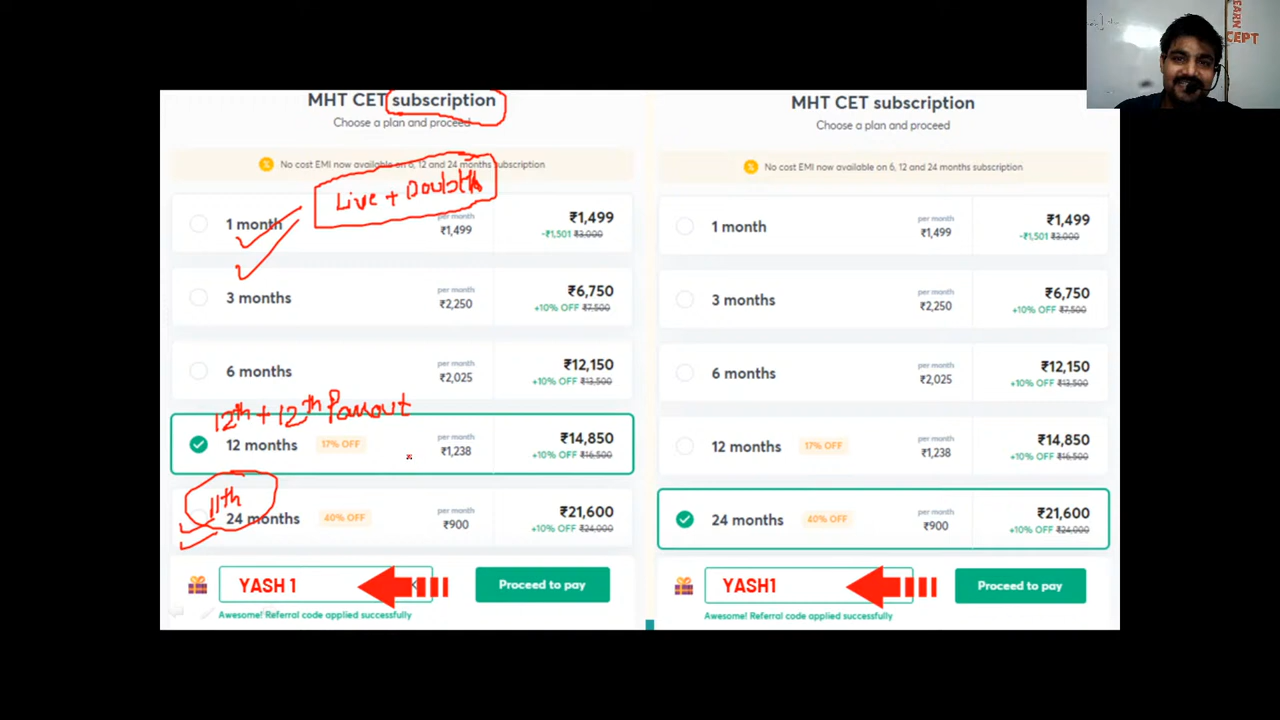 MHT CET subscription
Choose a plan and proceed
No cost EMI now available on 6, 12 and 24 months subscription
Live + Doubts
1 month
per month
₹1,499
₹1,499
-₹1,501 ₹3,000
3 months
₹2,250
₹6,750
+10% OFF ₹7,500
6 months
per month
₹2,025
₹12,150
+10% OFF ₹13,500
12th + 12th Passout
12 months
17% OFF
per month
₹1,238
₹14,850
+10% OFF ₹16,500
11th
24 months
40% OFF
per month
₹900
₹21,600
+10% OFF ₹24,000
YASH 1
Proceed to pay
Awesome! Referral code applied successfully
MHT CET subscription
Choose a plan and proceed
No cost EMI now available on 6, 12 and 24 months subscription
1 month
per month
₹1,499
₹1,499
-₹1,501 ₹3,000
3 months
per month
₹2,250
₹6,750
+10% OFF ₹7,500
6 months
per month
₹2,025
₹12,150
+10% OFF ₹13,500
12 months
17% OFF
per month
₹1,238
₹14,850
+10% OFF ₹16,500
24 months
40% OFF
per month
₹900
₹21,600
+10% OFF ₹24,000
YASH1
Proceed to pay
Awesome! Referral code applied successfully